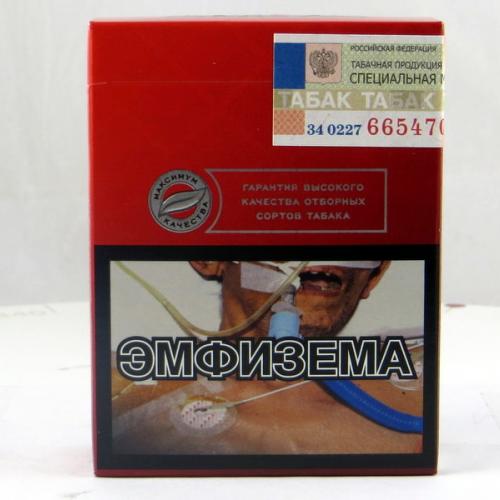 РОССИЙСКАЯ ФЕДЕРАЦИЯ
ТАБАЧНАЯ ПРОДУКЦИЯ
СПЕЦИАЛЬНАЯ
ТАБАК ТАБАК
34 0227 665470
МАКСИМУМ
КАЧЕСТВА
ГАРАНТИЯ ВЫСОКОГО
КАЧЕСТВА ОТБОРНЫХ
СОРТОВ ТАБАКА
ЭМФИЗЕМА